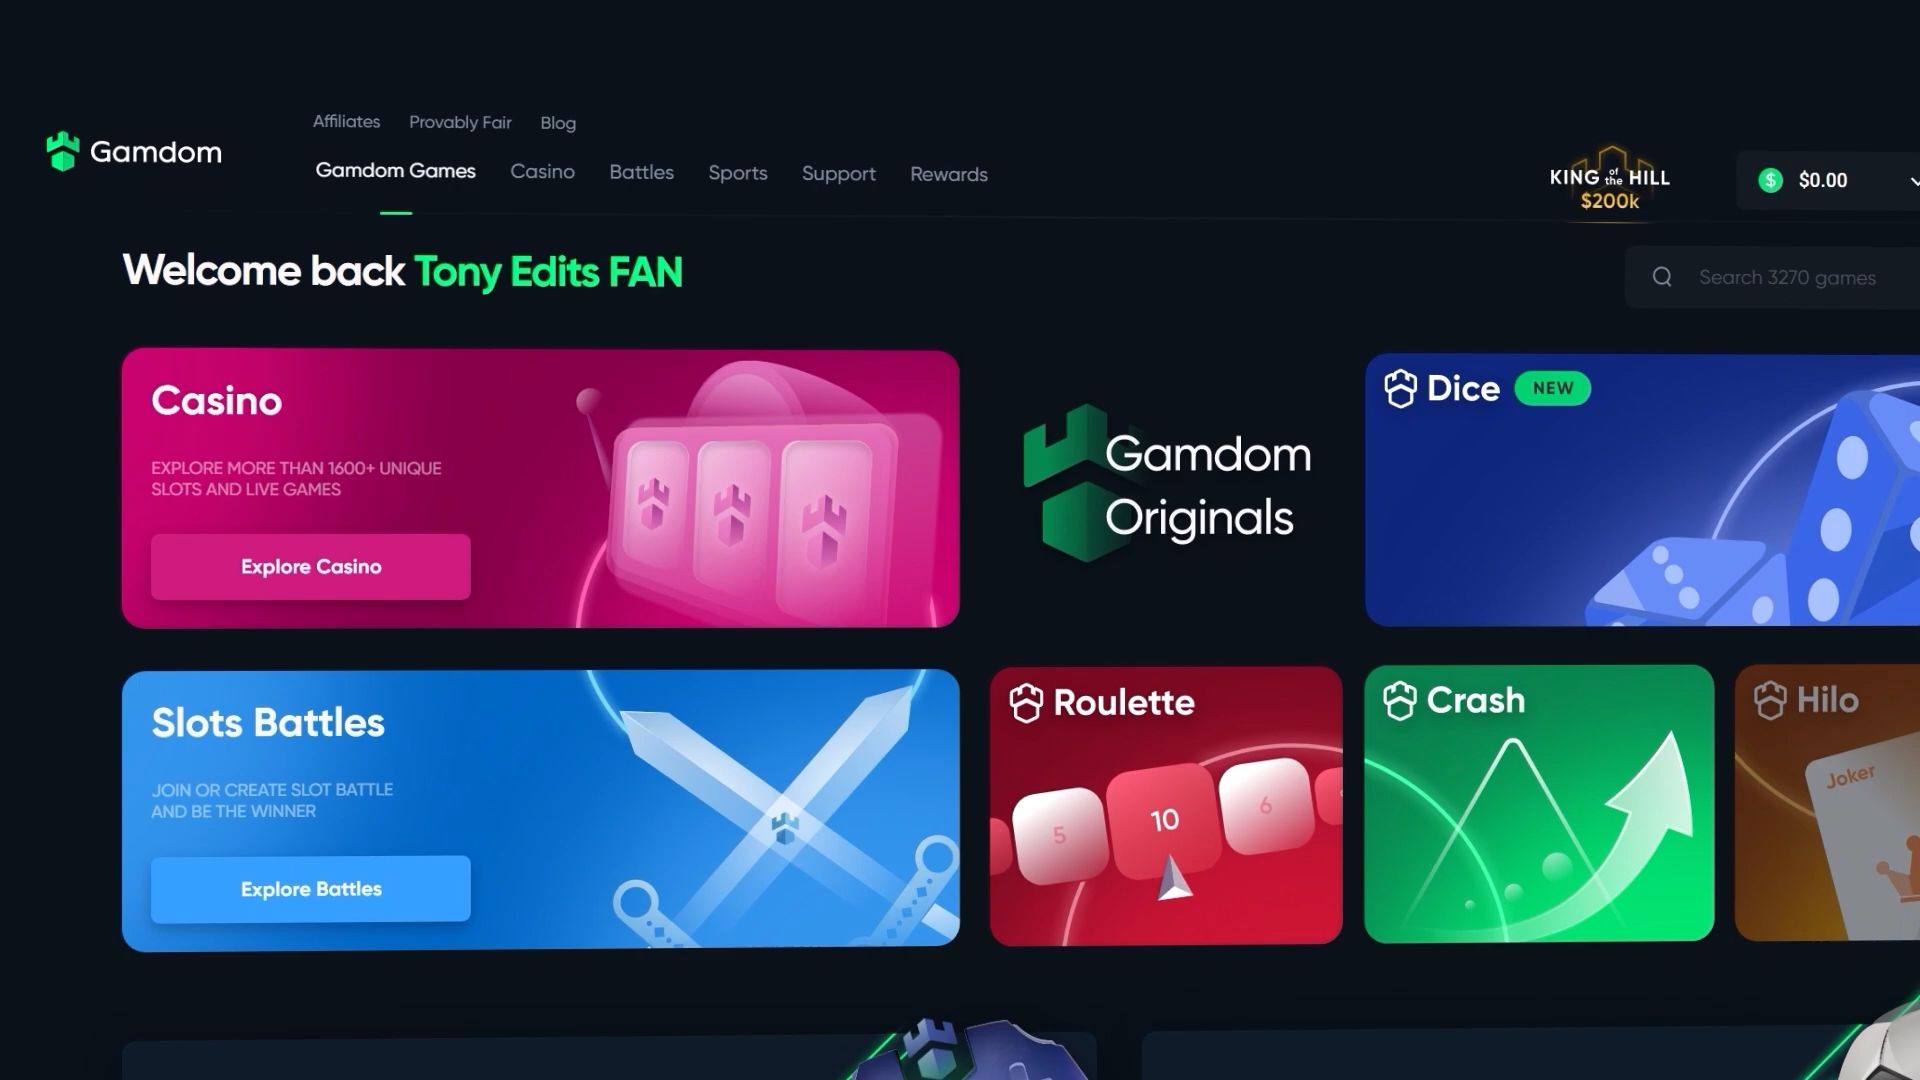 Affiliates Provably Fair Blog
Gamdom
Gamdom Games Casino Battles Sports Support Rewards
KING of the HILL
$200k
$ $0.00
Welcome back Tony Edits FAN
Search 3270 games
Casino
EXPLORE MORE THAN 1600+ UNIQUE
SLOTS AND LIVE GAMES
Explore Casino
Gamdom
Originals
Dice NEW
Slots Battles
JOIN OR CREATE SLOT BATTLE
AND BE THE WINNER
Explore Battles
Roulette
5 10 6
Crash
Hilo
Joker